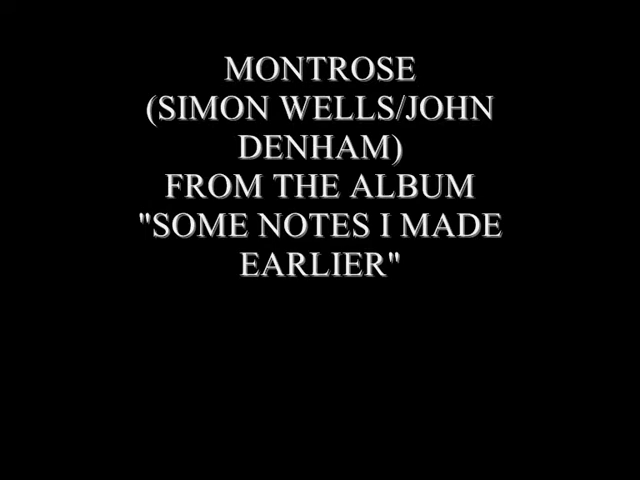 MONTROSE
(SIMON WELLS/JOHN
DENHAM)
FROM THE ALBUM
"SOME NOTES I MADE
EARLIER"